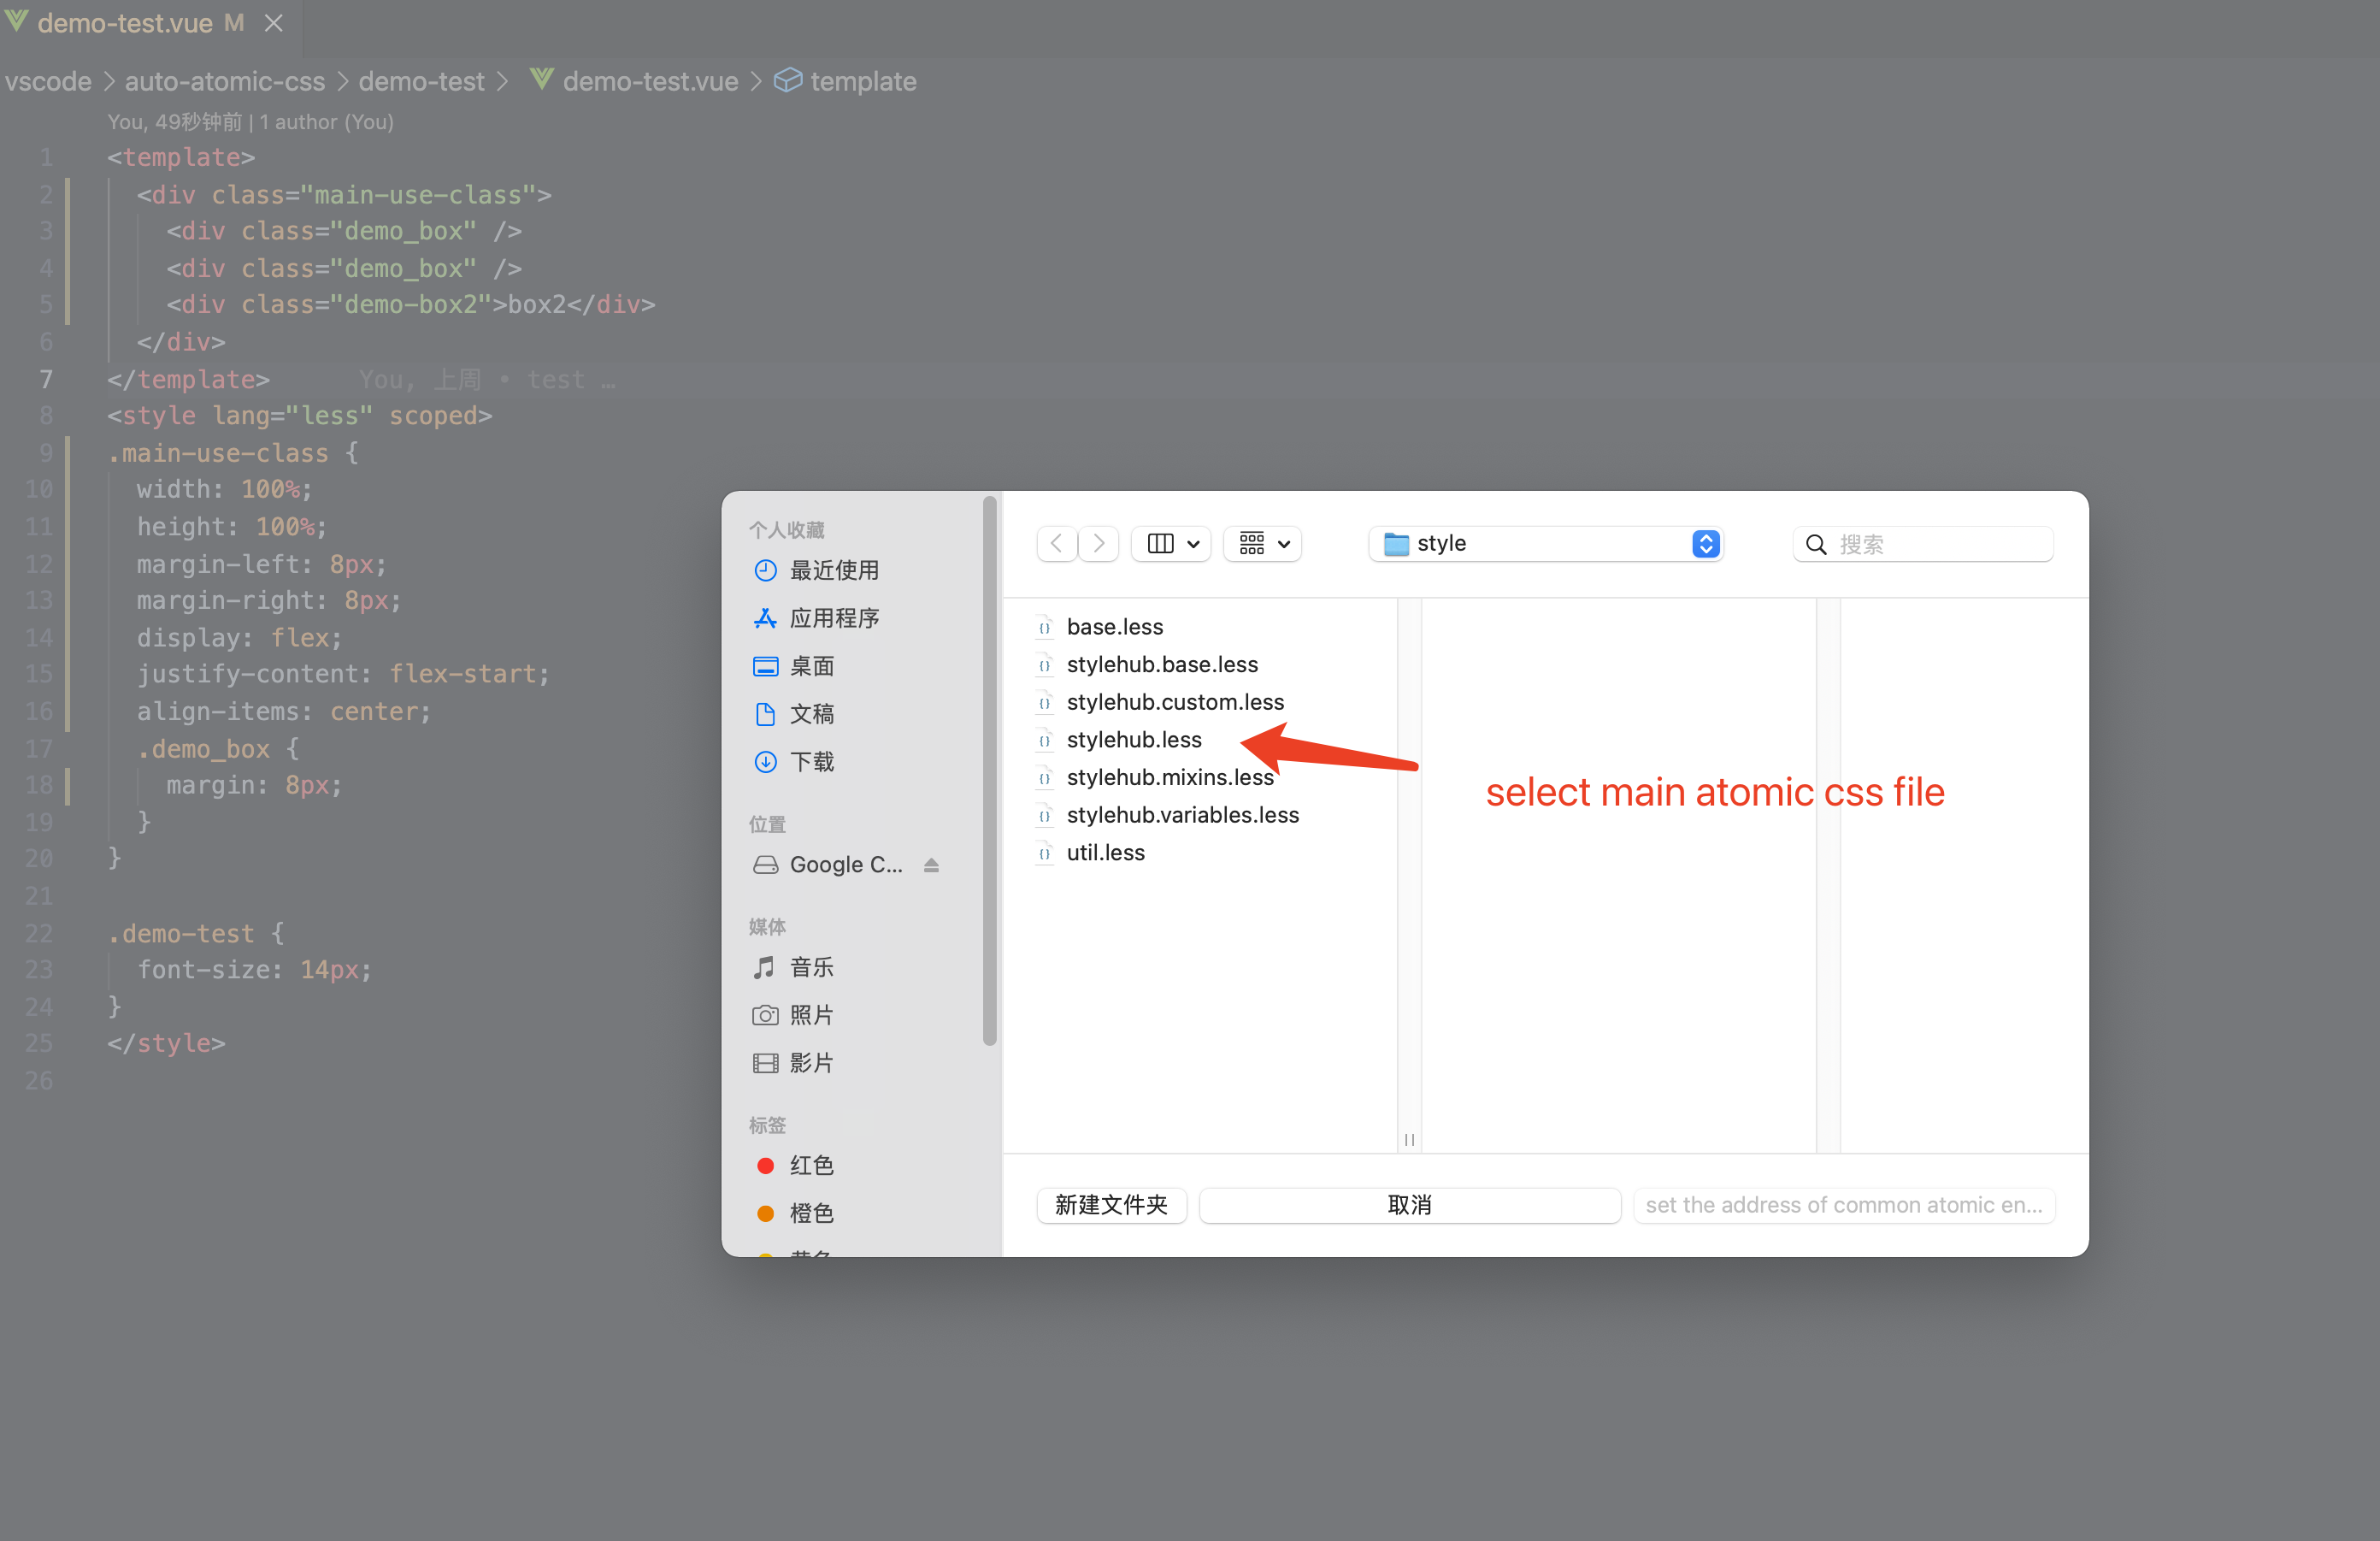 demo-test.vue M
vscode > auto-atomic-css > demo-test > demo-test.vue > template
You, 49秒钟前 | 1 author (You)
1 <template>
2 <div class="main-use-class">
3 <div class="demo_box" />
4 <div class="demo_box" />
5 <div class="demo-box2">box2</div>
6 </div>
7 </template> You, 上周 • test …
8 <style lang="less" scoped>
9 .main-use-class {
10 width: 100%;
11 height: 100%;
12 margin-left: 8px;
13 margin-right: 8px;
14 display: flex;
15 justify-content: flex-start;
16 align-items: center;
17 .demo_box {
18 margin: 8px;
19 }
20 }
21
22 .demo-test {
23 font-size: 14px;
24 }
25 </style>
26
个人收藏
最近使用
应用程序
桌面
文稿
下载
位置
Google C...
媒体
音乐
照片
影片
标签
红色
橙色
style
搜索
base.less
stylehub.base.less
stylehub.custom.less
stylehub.less
stylehub.mixins.less
stylehub.variables.less
util.less
select main atomic css file
新建文件夹
取消
set the address of common atomic en...